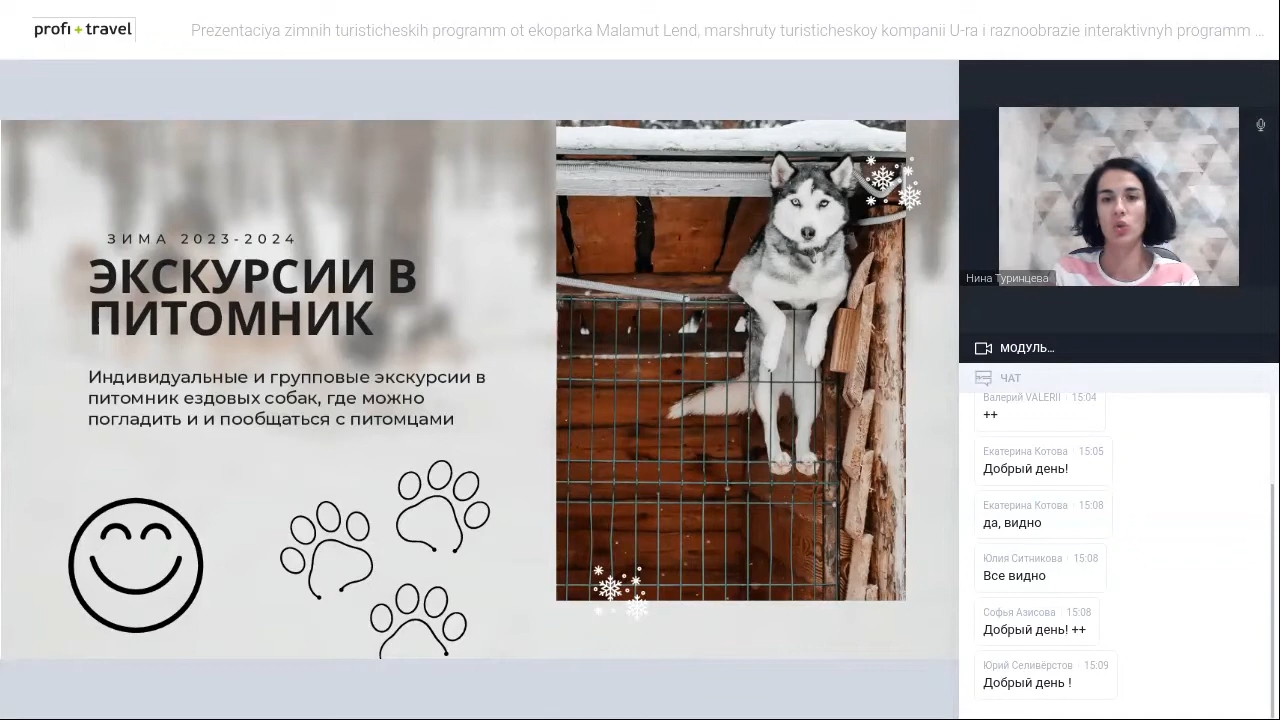 profi+travel
Prezentaciya zimnih turisticheskih programm ot ekoparka Malamut Lend, marshruty turisticheskoy kompanii U-ra i raznoobrazie interaktivnyh programm ...
ЗИМА 2023-2024
ЭКСКУРСИИ В
ПИТОМНИК
Индивидуальные и групповые экскурсии в
питомник ездовых собак, где можно
погладить и и пообщаться с питомцами
Нина Туринцева
МОДУЛЬ...
ЧАТ
Валерий VALERII · 15:04
++
Екатерина Котова · 15:05
Добрый день!
Екатерина Котова · 15:08
да, видно
Юлия Ситникова · 15:08
Все видно
Софья Азисова · 15:08
Добрый день! ++
Юрий Селивёрстов · 15:09
Добрый день !